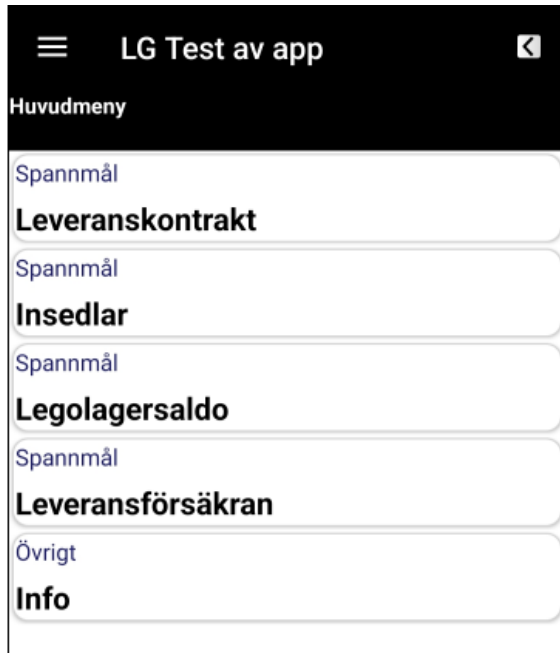 LG Test av app
Huvudmeny
Spannmål
Leveranskontrakt
Spannmål
Insedlar
Spannmål
Legolagersaldo
Spannmål
Leveransförsäkran
Övrigt
Info